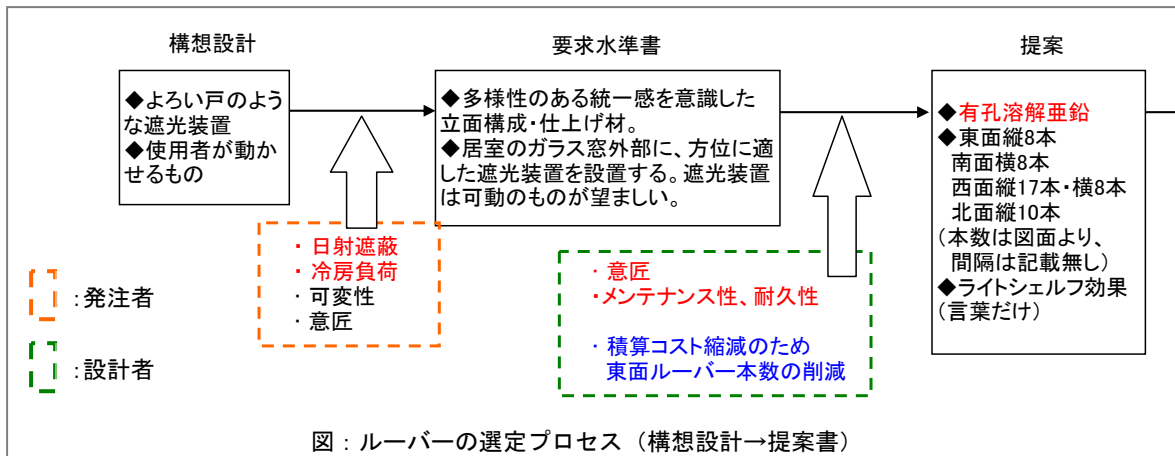 構想設計
◆よろい戸のよう
な遮光装置
◆使用者が動か
せるもの
要求水準書
◆多様性のある統一感を意識した
立面構成・仕上げ材。
◆居室のガラス窓外部に、方位に適
した遮光装置を設置する。遮光装置
は可動のものが望ましい。
提案
◆有孔溶解亜鉛
◆東面縦8本
南面横8本
西面縦17本・横8本
北面縦10本
(本数は図面より、
間隔は記載無し)
◆ライトシェルフ効果
(言葉だけ)
・日射遮蔽
・冷房負荷
・可変性
・意匠
・意匠
・メンテナンス性、耐久性
・積算コスト縮減のため
東面ルーバー本数の削減
:発注者
:設計者
図:ルーバーの選定プロセス (構想設計→提案書)